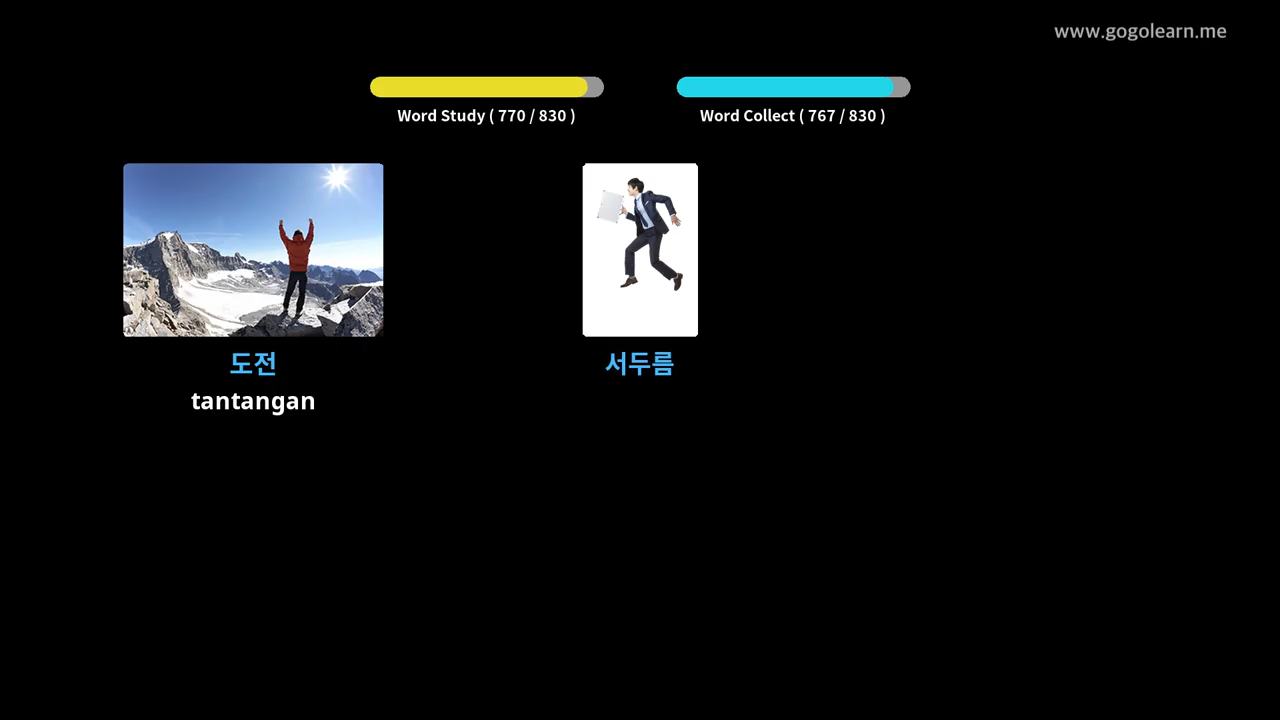 www.gogolearn.me
Word Study ( 770 / 830 )
Word Collect ( 767 / 830 )
도전
tantangan
서두름